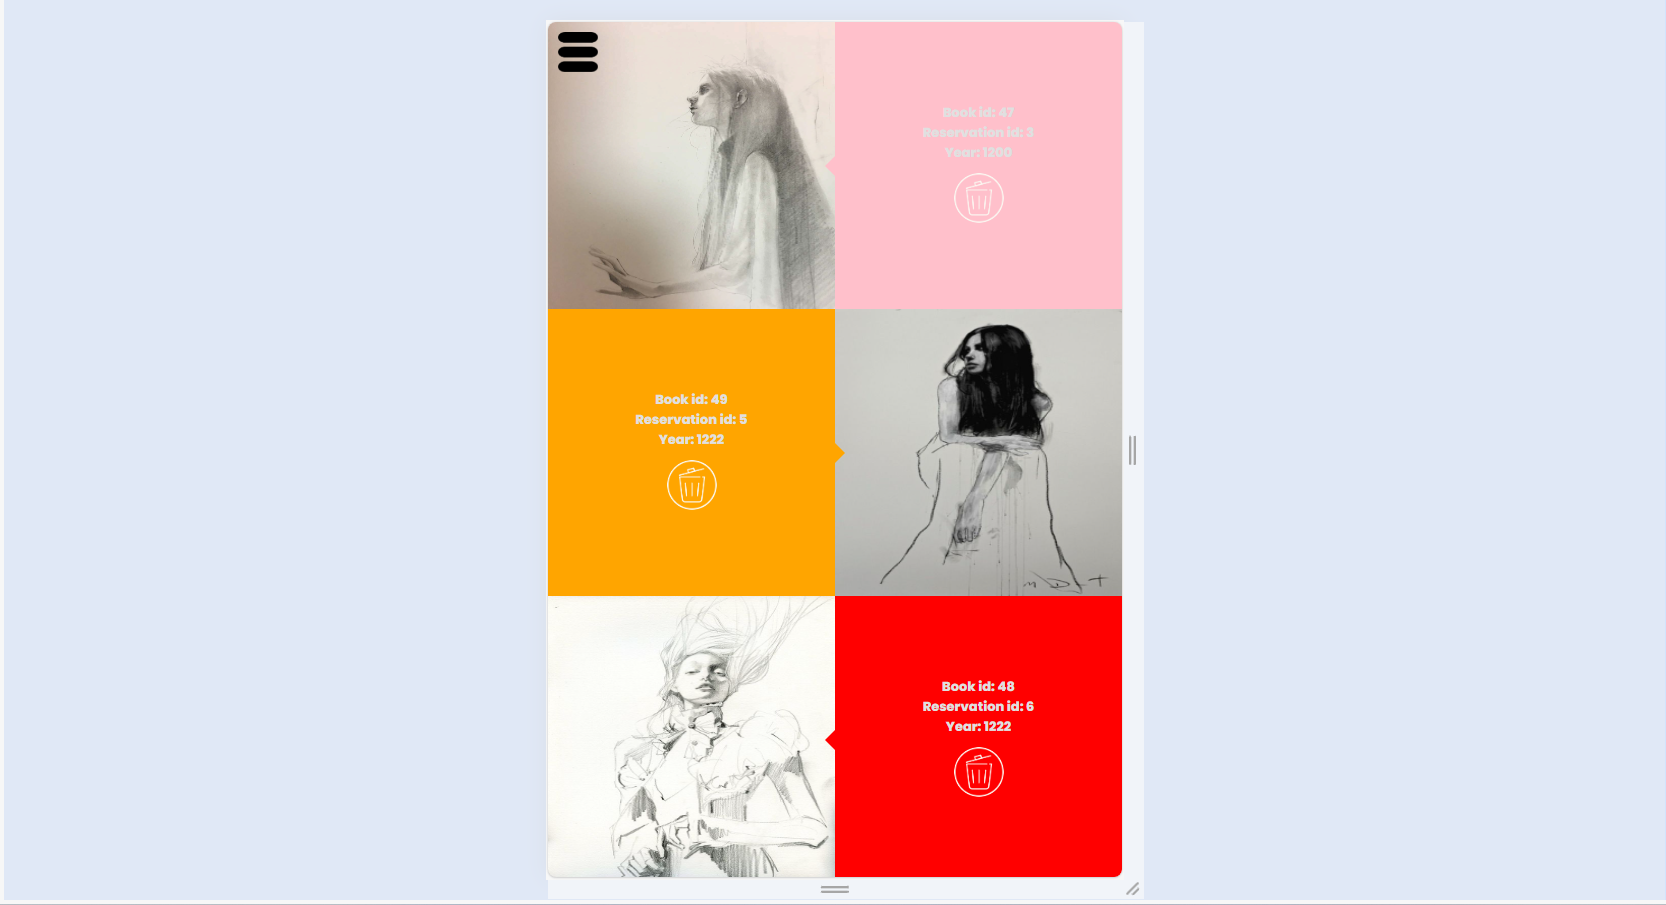 Book id: 47
Reservation id: 3
Year: 1200
Book id: 49
Reservation id: 5
Year: 1222
Book id: 48
Reservation id: 6
Year: 1222